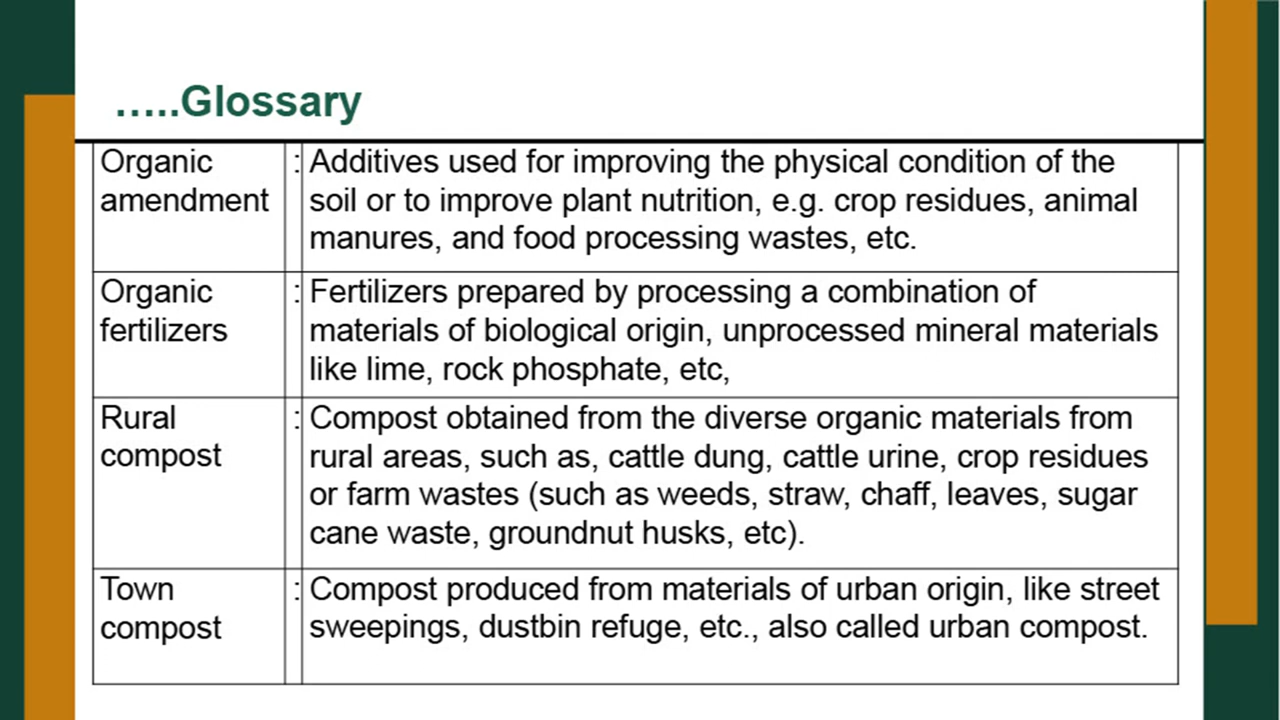 …..Glossary
Organic : Additives used for improving the physical condition of the
amendment soil or to improve plant nutrition, e.g. crop residues, animal
manures, and food processing wastes, etc.
Organic : Fertilizers prepared by processing a combination of
fertilizers materials of biological origin, unprocessed mineral materials
like lime, rock phosphate, etc,
Rural : Compost obtained from the diverse organic materials from
compost rural areas, such as, cattle dung, cattle urine, crop residues
or farm wastes (such as weeds, straw, chaff, leaves, sugar
cane waste, groundnut husks, etc).
Town : Compost produced from materials of urban origin, like street
compost sweepings, dustbin refuge, etc., also called urban compost.